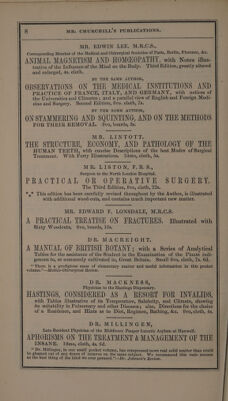 8 MR. CHURCHILL'S PUBLICATIONS.
MR. EDWIN LEE, M.R.C.S.,
Corresponding Member of the Medical and Chirurgical Societies of Paris, Berlin, Florence, &c.
ANIMAL MAGNETISM AND HOMŒOPATHY, with Notes illus-
trative of the Influence of the Mind on the Body. Third Edition, greatly altered
and enlarged, 4s. cloth.
BY THE SAME AUTHOR,
OBSERVATIONS ON THE MEDICAL INSTITUTIONS AND
PRACTICE OF FRANCE, ITALY, AND GERMANY, with notices of
the Universities and Climates; and a parallel view of English and Foreign Medi-
cine and Surgery. Second Edition, 8vo, cloth, 7s.
BY THE SAME AUTHOR,
ON STAMMERING AND SQUINTING, AND ON THE METHODS
FOR THEIR REMOVAL. 8vo, boards, 3s.
MR. LINTOTT.
THE STRUCTURE, ECONOMY, AND PATHOLOGY OF THE
HUMAN TEETH, with concise Descriptions of the best Modes of Surgical
Treatment. With Forty Illustrations. 12mo, cloth, 5s.
MR. LISTON, F.R.S.,
Surgeon to the North London Hospital.
PRACTICAL OR OPERATIVE SURGERY.
The Third Edition, 8vo, cloth, 22s.
*** This edition has been carefully revised throughout by the Author, is illustrated
with additional wood-cuts, and contains much important new matter.
MR. EDWARD F. LONSDALE, M.R.C.S.
A PRACTICAL TREATISE ON FRACTURES. Illustrated with
Sixty Woodcuts, 8vo, boards, 12s.
DR. MACREIGHT.
A MANUAL OF BRITISH BOTANY; with a Series of Analytical
Tables for the assistance of the Student in the Examination of the Plants indi-
genous to, or commonly cultivated in, Great Britain. Small 8vo, cloth, 7s. 6d.
"There is a prodigious mass of elementary matter and useful information in this pocket
volume."—Medico-Chirurgical Review.
DR. MACKNESS,
Physician to the Hastings Dispensary.
HASTINGS, CONSIDERED AS A RESORT FOR INVALIDS,
with Tables illustrative of its Temperature, Salubrity, and Climate, showing
its suitability in Pulmonary and other Diseases; also, Directions for the choice
of a Residence, and Hints as to Diet, Regimen, Bathing, &c. 8vo, cloth, 4s.
DR. MILLINGEN,
Late Resident Physician of the Middlesex Pauper Lunatic Asylum at Hanwell.
APHORISMS ON THE TREATMENT & MANAGEMENT OF THE
INSANE. 18mo, cloth, 4s. 6d.
"Dr. Millingen, in one small pocket volume, has compressed more real solid matter than could
be gleaned out of any dozen of octavos on the same subject. We recommend this vade mecum
as the best thing of the kind we ever perused."—Dr. Johnson's Review.